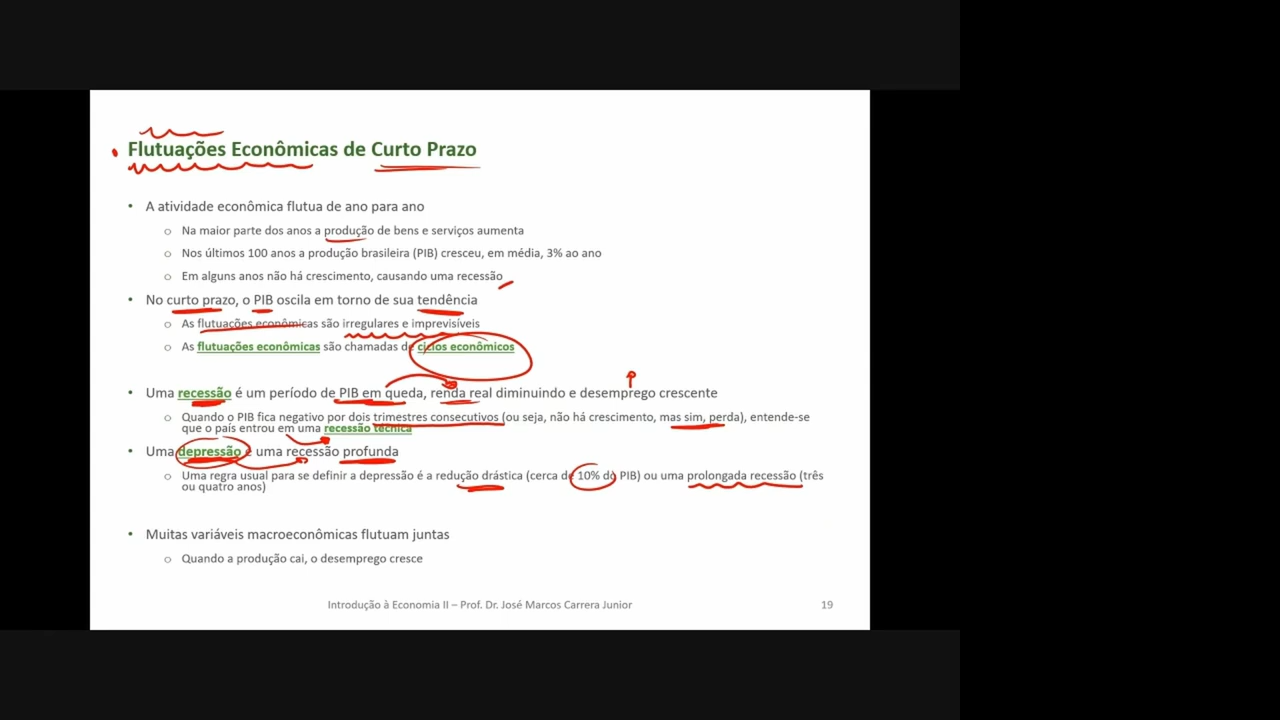 Flutuações Econômicas de Curto Prazo
• A atividade econômica flutua de ano para ano
o Na maior parte dos anos a produção de bens e serviços aumenta
o Nos últimos 100 anos a produção brasileira (PIB) cresceu, em média, 3% ao ano
o Em alguns anos não há crescimento, causando uma recessão
• No curto prazo, o PIB oscila em torno de sua tendência
o As flutuações econômicas são irregulares e imprevisíveis
o As flutuações econômicas são chamadas de ciclos econômicos
• Uma recessão é um período de PIB em queda, renda real diminuindo e desemprego crescente
o Quando o PIB fica negativo por dois trimestres consecutivos (ou seja, não há crescimento, mas sim, perda), entende-se
que o país entrou em uma recessão técnica
• Uma depressão é uma recessão profunda
o Uma regra usual para se definir a depressão é a redução drástica (cerca de 10% do PIB) ou uma prolongada recessão (três
ou quatro anos)
• Muitas variáveis macroeconômicas flutuam juntas
o Quando a produção cai, o desemprego cresce
Introdução à Economia II – Prof. Dr. José Marcos Carrera Junior 19